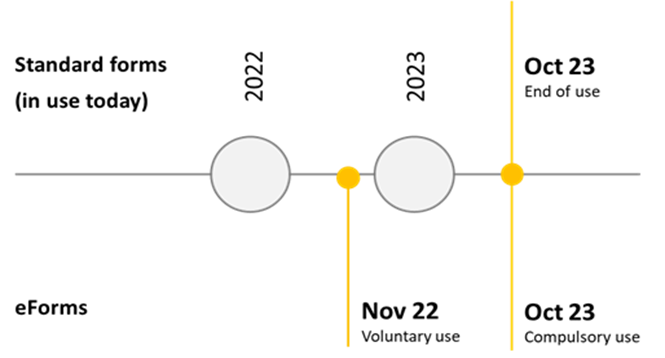 Standard forms
(in use today)
2022
2023
Oct 23
End of use
eForms
Nov 22
Voluntary use
Oct 23
Compulsory use